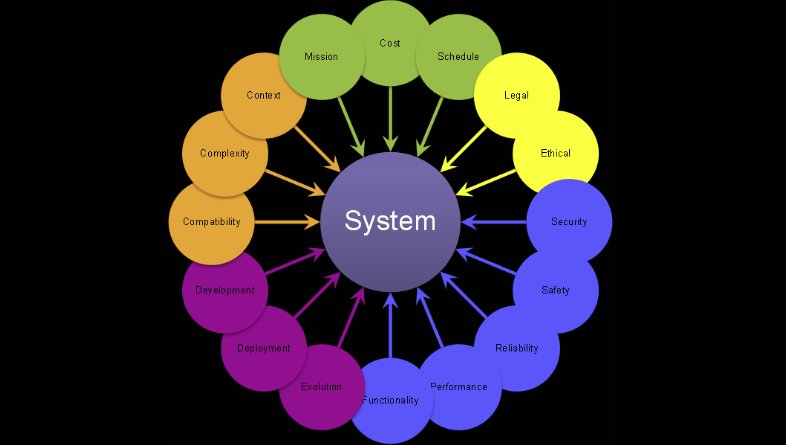 Cost
Mission
Schedule
Context
Legal
Complexity
Ethical
Compatibility
System
Security
Development
Safety
Deployment
Reliability
Evolution
Performance
Functionality